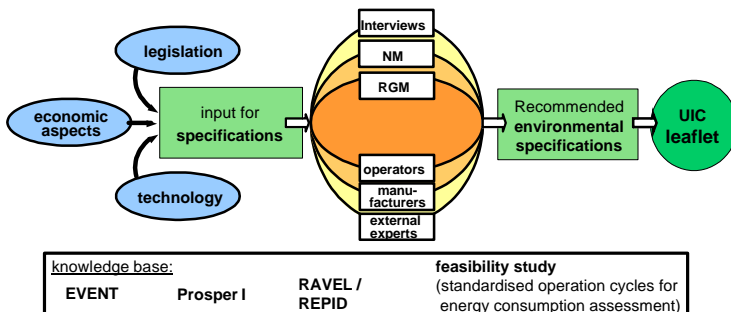 legislation
economic
aspects
technology
input for
specifications
Interviews
NM
RGM
operators
manu-
facturers
external
experts
Recommended
environmental
specifications
UIC
leaflet
knowledge base:
EVENT
Prosper I
RAVEL /
REPID
feasibility study
(standardised operation cycles for
energy consumption assessment)